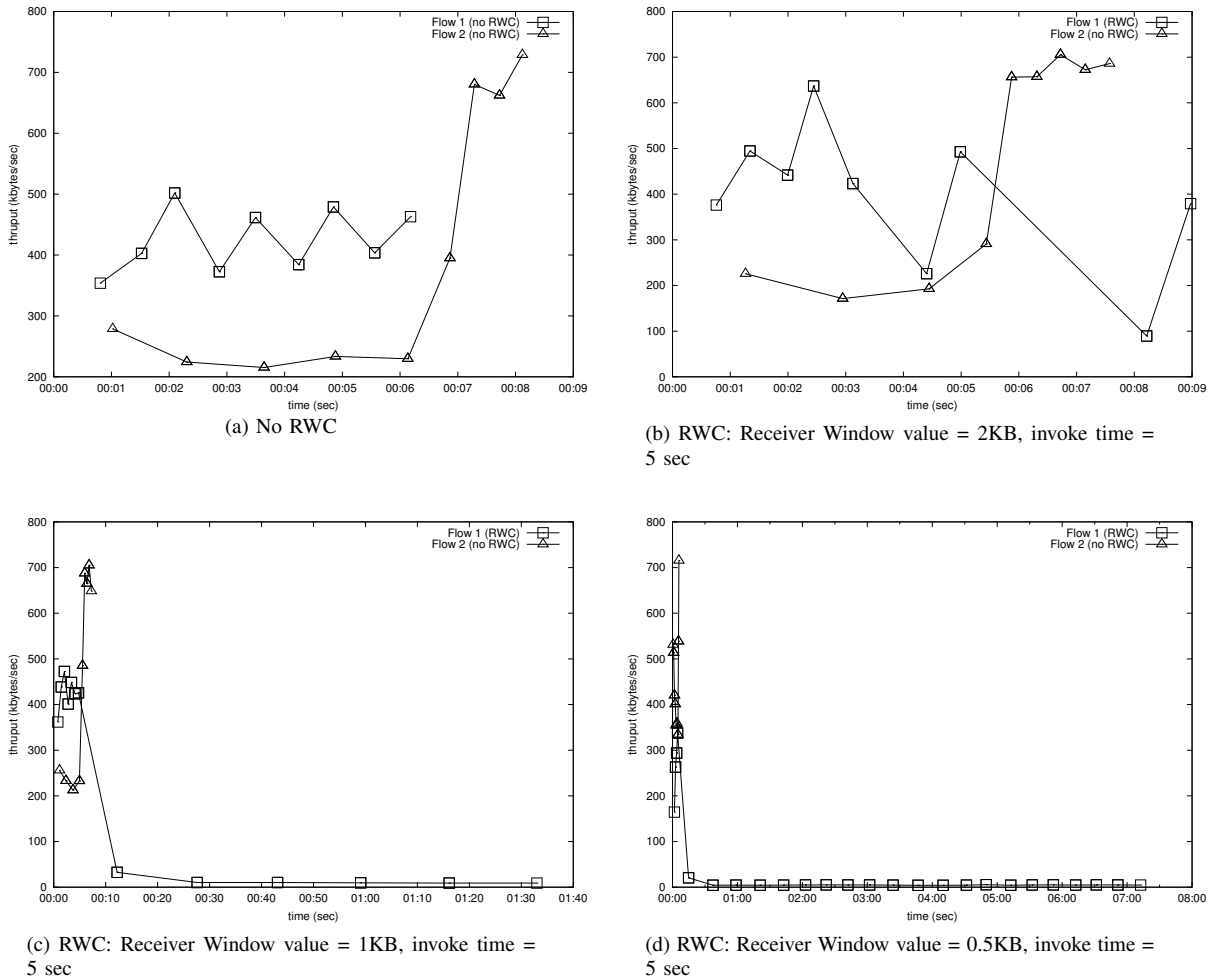 800
700
600
500
400
300
200
thruput (kbytes/sec)
00:00 00:01 00:02 00:03 00:04 00:05 00:06 00:07 00:08 00:09
time (sec)
Flow 1 (no RWC)
Flow 2 (no RWC)
(a) No RWC
800
700
600
500
400
300
200
100
0
thruput (kbytes/sec)
00:00 00:01 00:02 00:03 00:04 00:05 00:06 00:07 00:08 00:09
time (sec)
Flow 1 (RWC)
Flow 2 (no RWC)
(b) RWC: Receiver Window value = 2KB, invoke time =
5 sec
800
700
600
500
400
300
200
100
0
thruput (kbytes/sec)
00:00 00:10 00:20 00:30 00:40 00:50 01:00 01:10 01:20 01:30 01:40
time (sec)
Flow 1 (RWC)
Flow 2 (no RWC)
(c) RWC: Receiver Window value = 1KB, invoke time =
5 sec
800
700
600
500
400
300
200
100
0
thruput (kbytes/sec)
00:00 01:00 02:00 03:00 04:00 05:00 06:00 07:00 08:00
time (sec)
Flow 1 (RWC)
Flow 2 (no RWC)
(d) RWC: Receiver Window value = 0.5KB, invoke time =
5 sec